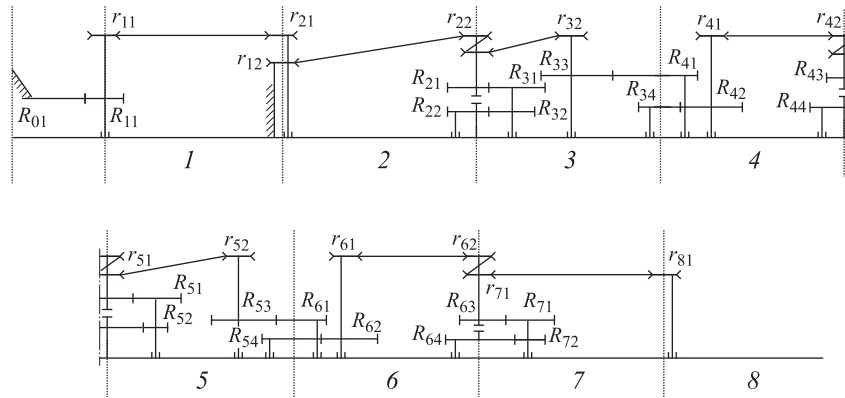 r11 r21 r22 r32 r41 r42
r12
R33 R41 R43
R21 R31
R01 R11 R22 R32 R34 R42 R44
1 2 3 4
r51 r52 r61 r62 r81
r71
R51 R53 R61 R63 R71
R52 R54 R62 R64 R72
5 6 7 8